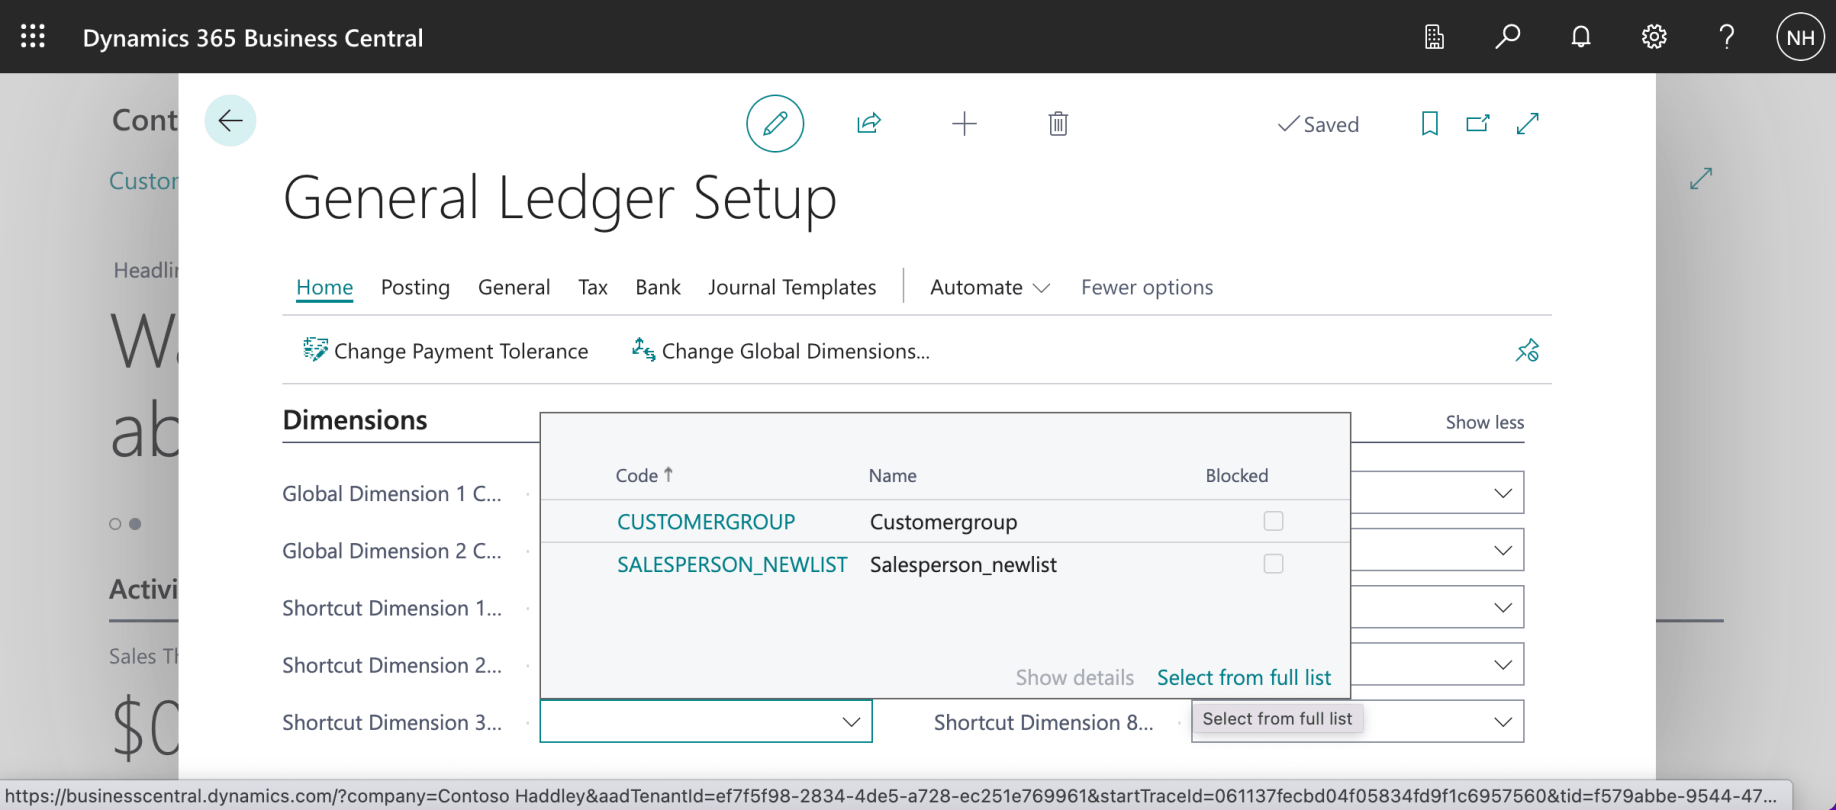 Dynamics 365 Business Central
NH
Cont
Saved
Custor
General Ledger Setup
Headlin
Home Posting General Tax Bank Journal Templates Automate Fewer options
Change Payment Tolerance Change Global Dimensions...
ab
Dimensions
Show less
Code ↑ Name Blocked
Global Dimension 1 C...
CUSTOMERGROUP Customergroup
Global Dimension 2 C...
SALESPERSON_NEWLIST Salesperson_newlist
Activi
Shortcut Dimension 1...
Sales Th
Shortcut Dimension 2...
Show details Select from full list
$0
Shortcut Dimension 3...
Shortcut Dimension 8...
Select from full list
https://businesscentral.dynamics.com/?company=Contoso Haddley&aadTenantId=ef7f5f98-2834-4de5-a728-ec251e769961&startTraceId=061137fecbd04f05834fd9f1c6957560&tid=f579abbe-9544-47...